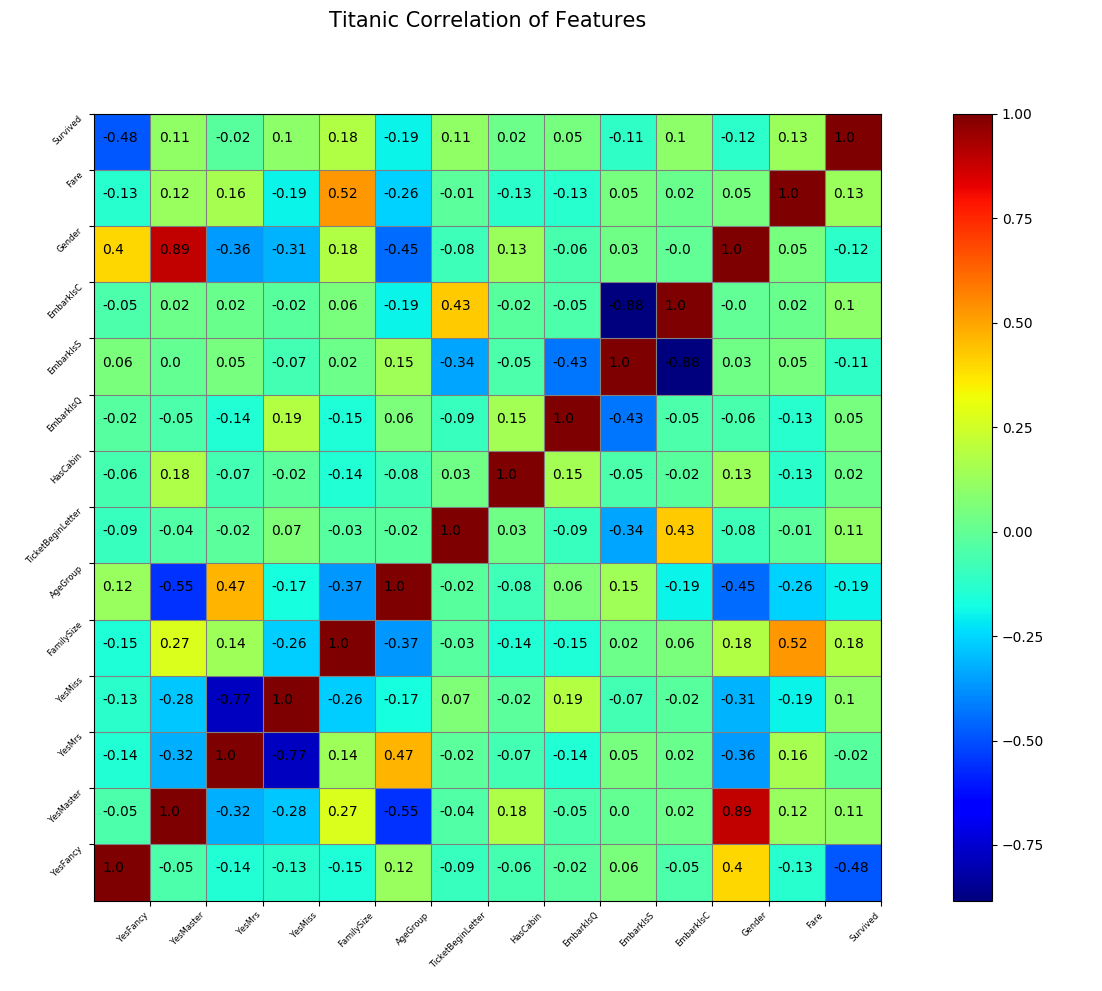 Titanic Correlation of Features
Survived -0.48 0.11 -0.02 0.1 0.18 -0.19 0.11 0.02 0.05 -0.11 0.1 -0.12 0.13 1.0
Fare -0.13 0.12 0.16 -0.19 0.52 -0.26 -0.01 -0.13 -0.13 0.05 0.02 0.05 1.0 0.13
Gender 0.4 0.89 -0.36 -0.31 0.18 -0.45 -0.08 0.13 -0.06 0.03 -0.0 1.0 0.05 -0.12
EmbarkIsC -0.05 0.02 0.02 -0.02 0.06 -0.19 0.43 -0.02 -0.05 -0.88 1.0 -0.0 0.02 0.1
EmbarkIsS 0.06 0.0 0.05 -0.07 0.02 0.15 -0.34 -0.05 -0.43 1.0 -0.88 0.03 0.05 -0.11
EmbarkIsQ -0.02 -0.05 -0.14 0.19 -0.15 0.06 -0.09 0.15 1.0 -0.43 -0.05 -0.06 -0.13 0.05
HasCabin -0.06 0.18 -0.07 -0.02 -0.14 -0.08 0.03 1.0 0.15 -0.05 -0.02 0.13 -0.13 0.02
TicketBeginLetter -0.09 -0.04 -0.02 0.07 -0.03 -0.02 1.0 0.03 -0.09 -0.34 0.43 -0.08 -0.01 0.11
AgeGroup 0.12 -0.55 0.47 -0.17 -0.37 1.0 -0.02 -0.08 0.06 0.15 -0.19 -0.45 -0.26 -0.19
FamilySize -0.15 0.27 0.14 -0.26 1.0 -0.37 -0.03 -0.14 -0.15 0.02 0.06 0.18 0.52 0.18
YesMiss -0.13 -0.28 -0.77 1.0 -0.26 -0.17 0.07 -0.02 0.19 -0.07 -0.02 -0.31 -0.19 0.1
YesMrs -0.14 -0.32 1.0 -0.77 0.14 0.47 -0.02 -0.07 -0.14 0.05 0.02 -0.36 0.16 -0.02
YesMaster -0.05 1.0 -0.32 -0.28 0.27 -0.55 -0.04 0.18 -0.05 0.0 0.02 0.89 0.12 0.11
YesFancy 1.0 -0.05 -0.14 -0.13 -0.15 0.12 -0.09 -0.06 -0.02 0.06 -0.05 0.4 -0.13 -0.48
YesFancy YesMaster YesMrs YesMiss FamilySize AgeGroup TicketBeginLetter HasCabin EmbarkIsQ EmbarkIsS EmbarkIsC Gender Fare Survived
1.00
0.75
0.50
0.25
0.00
−0.25
−0.50
−0.75